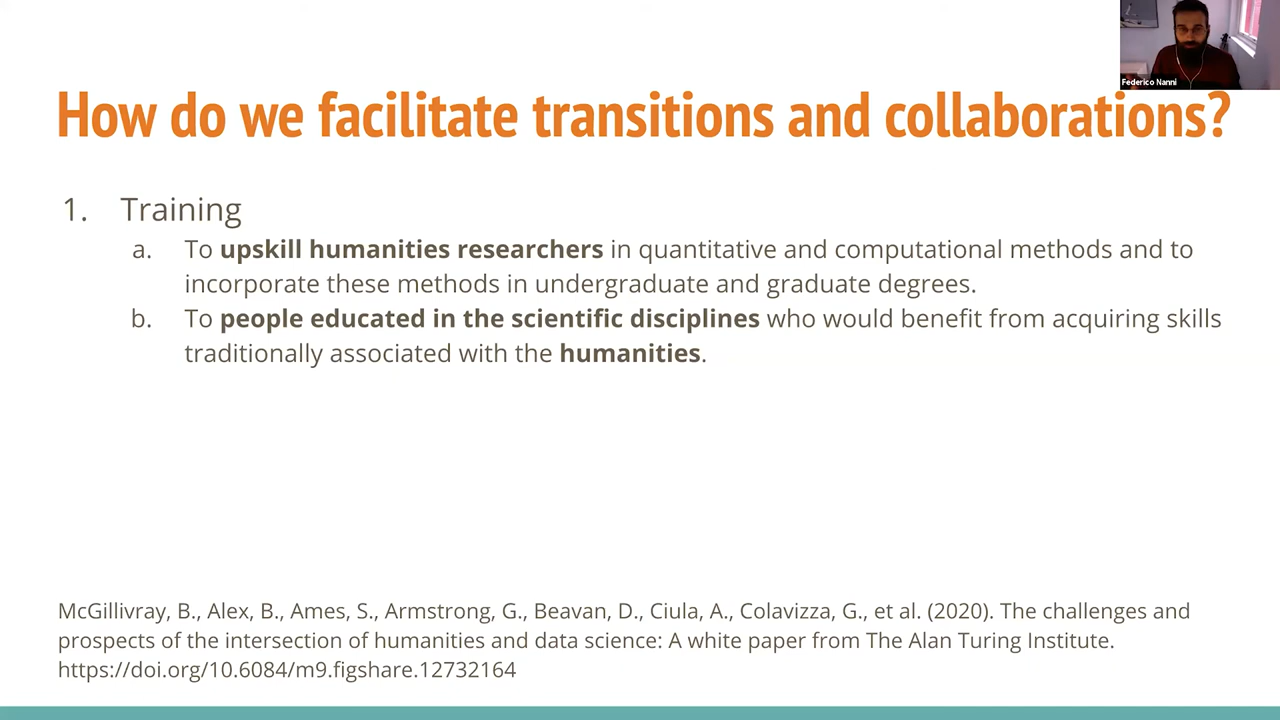 Federico Nanni
How do we facilitate transitions and collaborations?
1. Training
a. To upskill humanities researchers in quantitative and computational methods and to
incorporate these methods in undergraduate and graduate degrees.
b. To people educated in the scientific disciplines who would benefit from acquiring skills
traditionally associated with the humanities.
McGillivray, B., Alex, B., Ames, S., Armstrong, G., Beavan, D., Ciula, A., Colavizza, G., et al. (2020). The challenges and
prospects of the intersection of humanities and data science: A white paper from The Alan Turing Institute.
https://doi.org/10.6084/m9.figshare.12732164